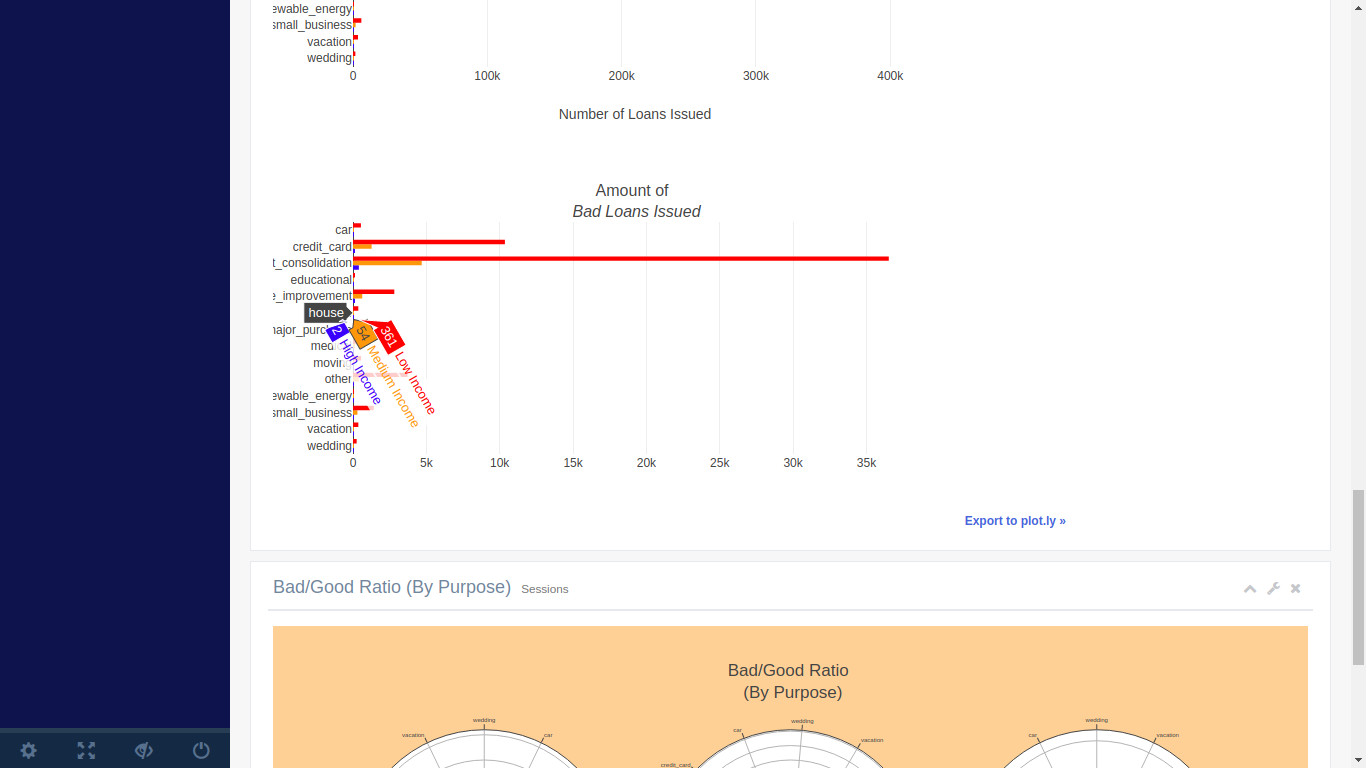 ewable_energy
small_business
vacation
wedding
0 100k 200k 300k 400k
Number of Loans Issued
Amount of
Bad Loans Issued
car
credit_card
t_consolidation
educational
e_improvement
house
moving
other
ewable_energy
small_business
vacation
wedding
2 High Income
54 Medium Income
361 Low Income
0 5k 10k 15k 20k 25k 30k 35k
Export to plot.ly »
Bad/Good Ratio (By Purpose) Sessions
Bad/Good Ratio
(By Purpose)
wedding
vacation
car
wedding
car
vacation
credit_card
wedding
car
vacation